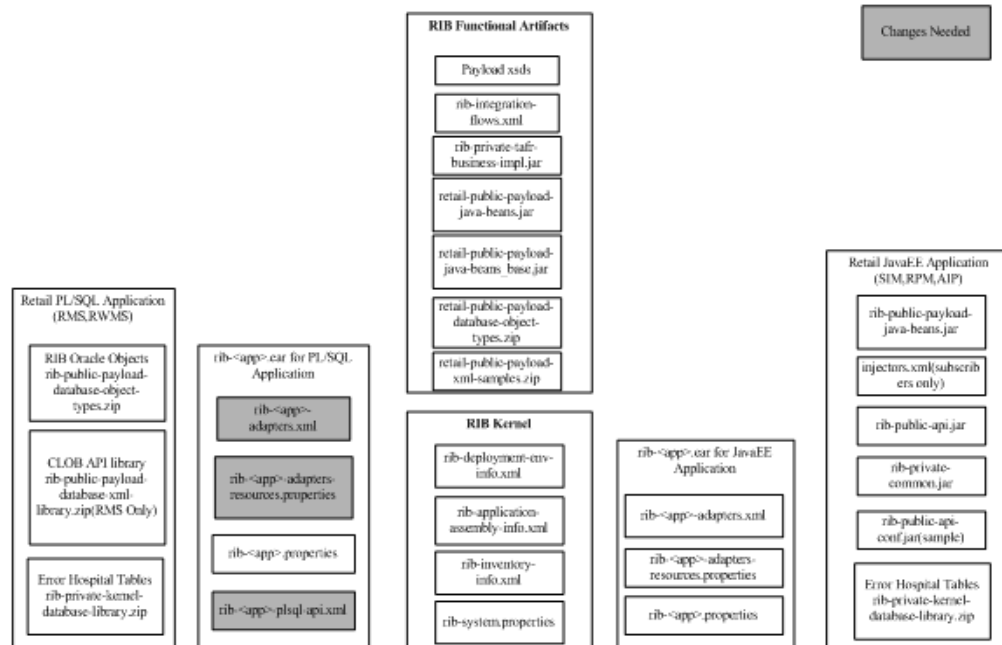 RIB Functional Artifacts
Payload xsds
rib-integration-
flows.xml
rib-private-tafr-
business-impl.jar
retail-public-payload-
java-beans.jar
retail-public-payload-
java-beans_base.jar
retail-public-payload-
database-object-
types.zip
retail-public-payload-
xml-samples.zip
Changes Needed
Retail PL/SQL Application
(RMS,RWMS)
RIB Oracle Objects
rib-public-payload-
database-object-
types.zip
CLOB API library
rib-public-payload-
database-xml-
library.zip(RMS Only)
Error Hospital Tables
rib-private-kernel-
database-library.zip
rib-<app>.ear for PL/SQL
Application
rib-<app>-
adapters.xml
rib-<app>-adapters-
resources.properties
rib-<app>.properties
rib-<app>-plsql-api.xml
RIB Kernel
rib-deployment-env-
info.xml
rib-application-
assembly-info.xml
rib-inventory-
info.xml
rib-system.properties
rib-<app>.ear for JavaEE
Application
rib-<app>-adapters.xml
rib-<app>-adapters-
resources.properties
rib-<app>.properties
Retail JavaEE Application
(SIM,RPM,AIP)
rib-public-payload-
java-beans.jar
injectors.xml(subscrib
ers only)
rib-public-api.jar
rib-private-
common.jar
rib-public-api-
conf.jar(sample)
Error Hospital Tables
rib-private-kernel-
database-library.zip